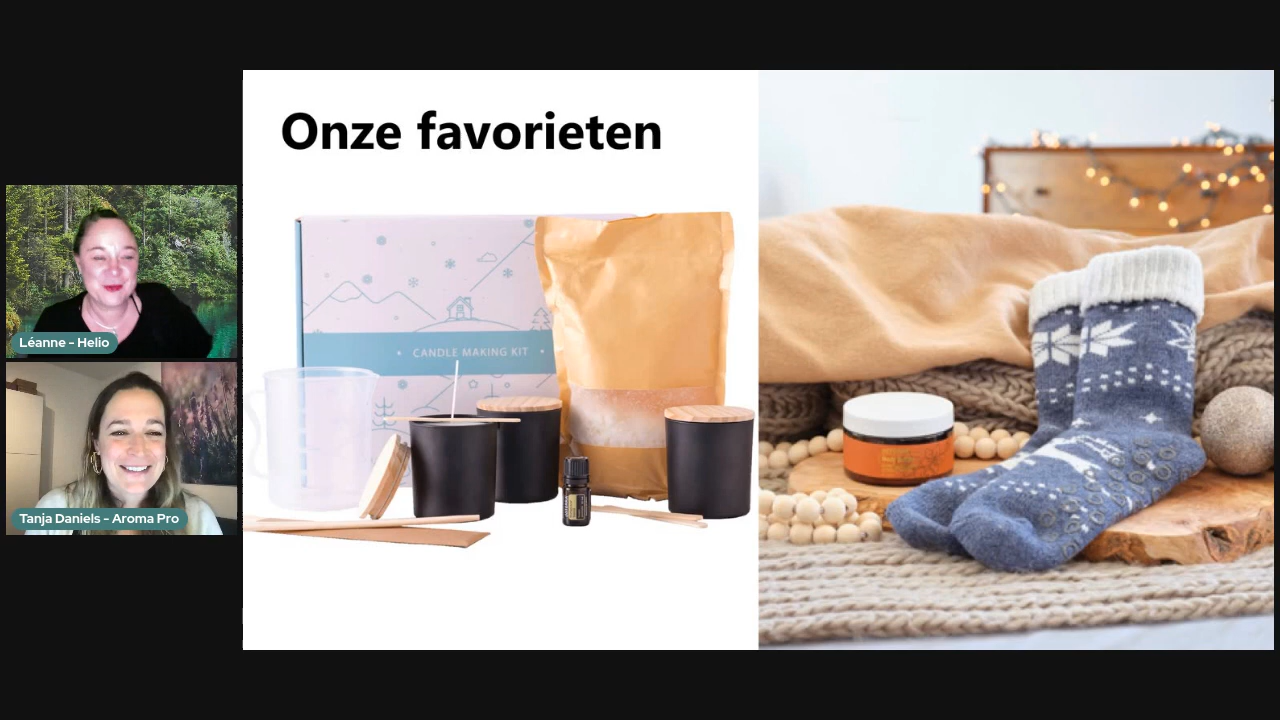 Onze favorieten
CANDLE MAKING KIT
Léanne - Helio
Tanja Daniels - Aroma Pro